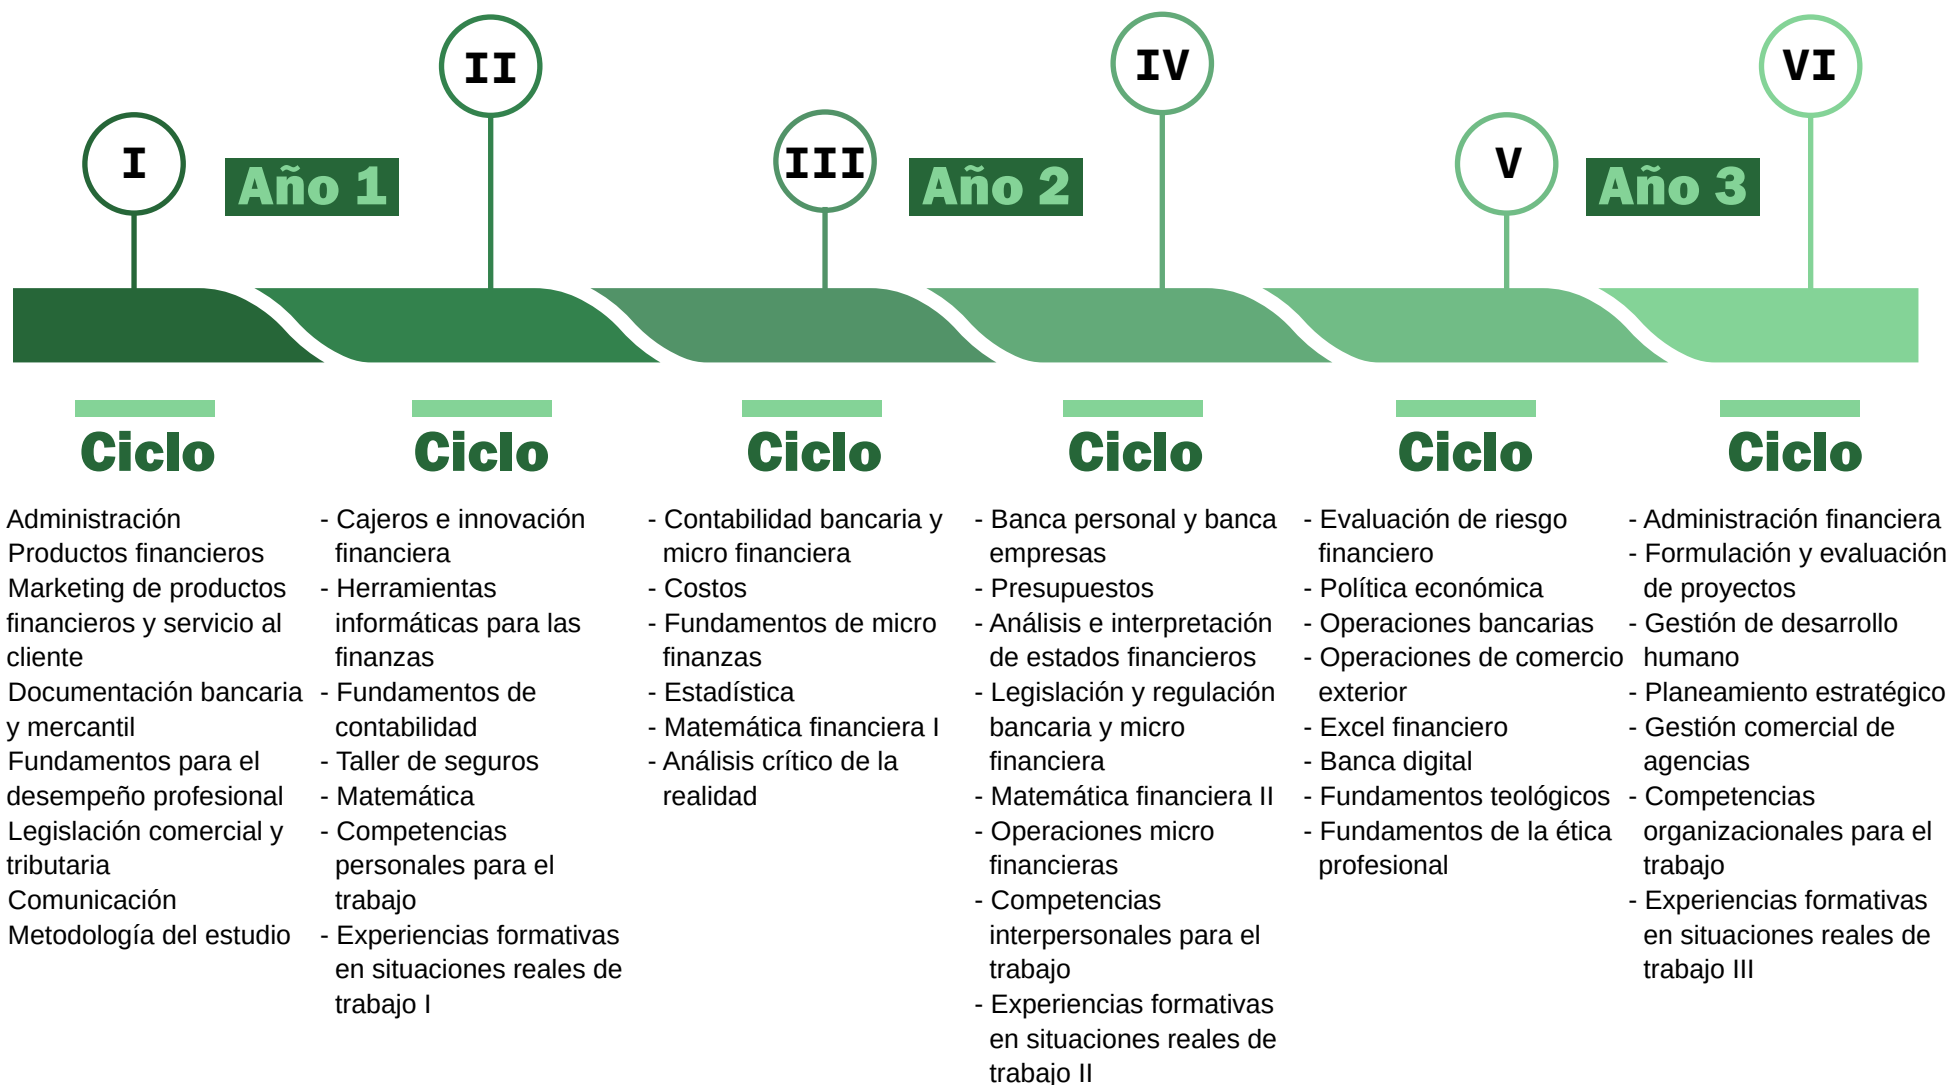 I
Año 1
II
III
Año 2
IV
V
Año 3
VI
Ciclo
Administración
Productos financieros
Marketing de productos
financieros y servicio al
cliente
Documentación bancaria
y mercantil
Fundamentos para el
desempeño profesional
Legislación comercial y
tributaria
Comunicación
Metodología del estudio
Ciclo
- Cajeros e innovación
financiera
- Herramientas
informáticas para las
finanzas
- Fundamentos de
contabilidad
- Taller de seguros
- Matemática
- Competencias
personales para el
trabajo
- Experiencias formativas
en situaciones reales de
trabajo I
Ciclo
- Contabilidad bancaria y
micro financiera
- Costos
- Fundamentos de micro
finanzas
- Estadística
- Matemática financiera I
- Análisis crítico de la
realidad
Ciclo
- Banca personal y banca
empresas
- Presupuestos
- Análisis e interpretación
de estados financieros
- Legislación y regulación
bancaria y micro
financiera
- Matemática financiera II
- Operaciones micro
financieras
- Competencias
interpersonales para el
trabajo
- Experiencias formativas
en situaciones reales de
trabajo II
Ciclo
- Evaluación de riesgo
financiero
- Política económica
- Operaciones bancarias
- Operaciones de comercio
exterior
- Excel financiero
- Banca digital
- Fundamentos teológicos
- Fundamentos de la ética
profesional
Ciclo
- Administración financiera
- Formulación y evaluación
de proyectos
- Gestión de desarrollo
humano
- Planeamiento estratégico
- Gestión comercial de
agencias
- Competencias
organizacionales para el
trabajo
- Experiencias formativas
en situaciones reales de
trabajo III